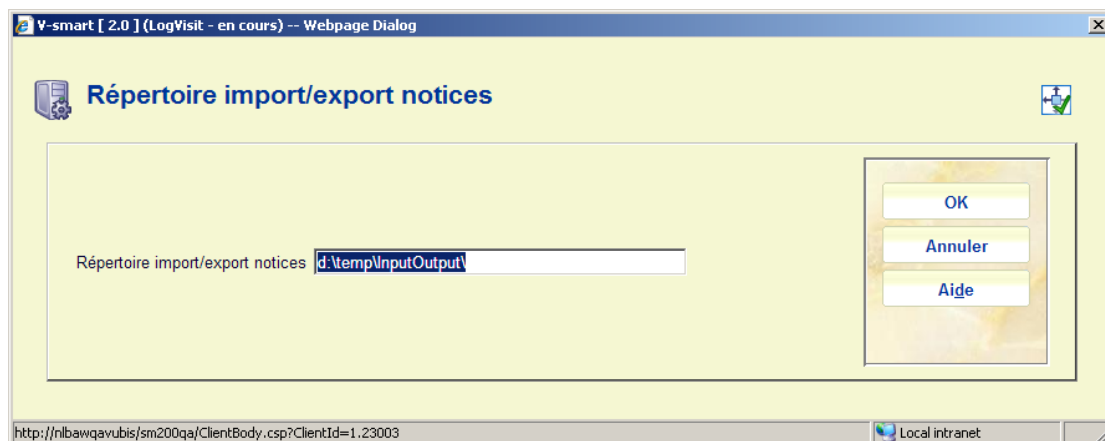 V-smart [ 2.0 ] (LogVisit - en cours) -- Webpage Dialog
Répertoire import/export notices
OK
Annuler
Répertoire import/export notices d:\temp\InputOutput\
Aide
http://nlbawqavubis/sm200qa/ClientBody.csp?ClientId=1.23003 Local intranet